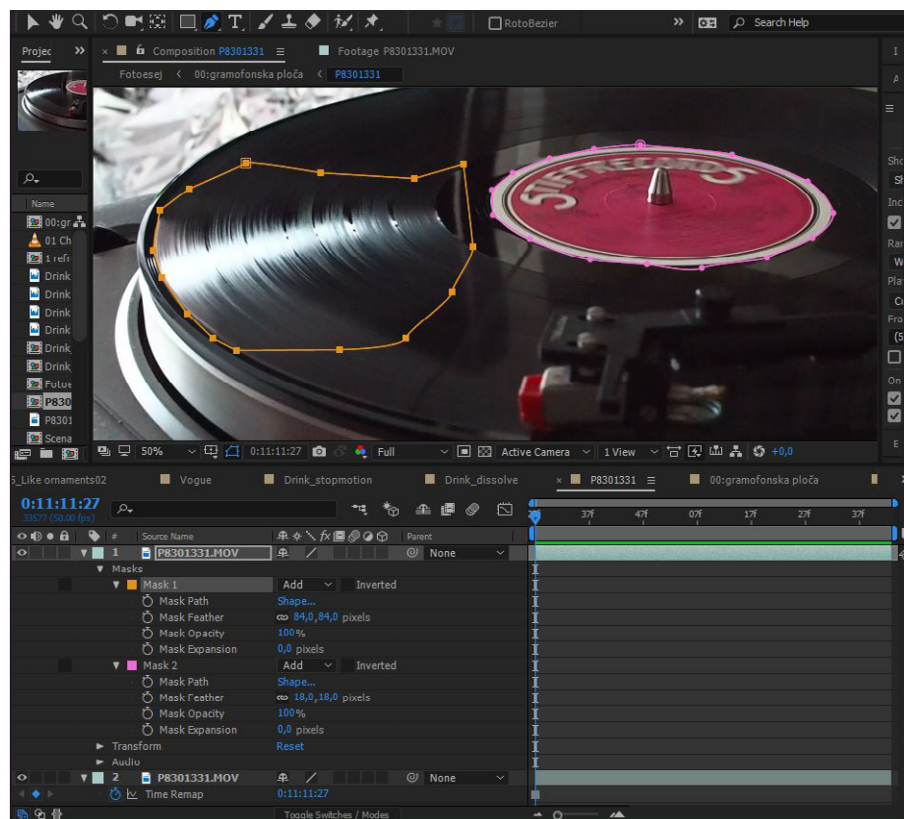 RotoBezier
Search Help
Projec
Composition P8301331
Footage P8301331.MOV
Fotoesej
00:gramofonska ploča
P8301331
STIFFRECORDS
Name
00:gr
01 Ch
1 refr
Drink
Drink
Drink
Drink
Drink_
Drink_
Fotoe
P830
P8301
Scena
50%
0:11:11:27
Full
Active Camera
1 View
+0,0
5_Like ornaments02
Vogue
Drink_stopmotion
Drink_dissolve
P8301331
00:gramofonska ploča
0:11:11:27
33577 (50.00 fps)
37f
47f
07f
17f
27f
37f
#
Source Name
Parent
1
P8301331.MOV
None
Masks
Mask 1
Add
Inverted
Mask Path
Shape...
Mask Feather
84,0,84,0 pixels
Mask Opacity
100%
Mask Expansion
0,0 pixels
Mask 2
Add
Inverted
Mask Path
Shape...
Mask Feather
18,0,18,0 pixels
Mask Opacity
100%
Mask Expansion
0,0 pixels
Transform
Reset
Audio
2
P8301331.MOV
None
Time Remap
0:11:11:27
Toggle Switches / Modes